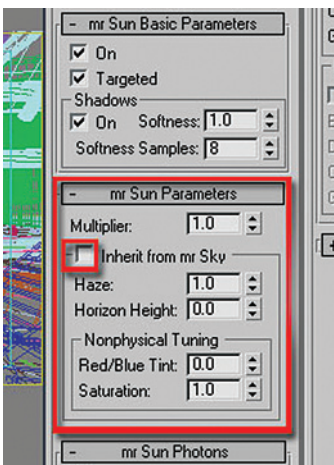 - mr Sun Basic Parameters
On
Targeted
Shadows
On Softness: 1.0
Softness Samples: 8
- mr Sun Parameters
Multiplier: 1.0
Inherit from mr Sky
Haze: 1.0
Horizon Height: 0.0
Nonphysical Tuning
Red/Blue Tint: 0.0
Saturation: 1.0
- mr Sun Photons